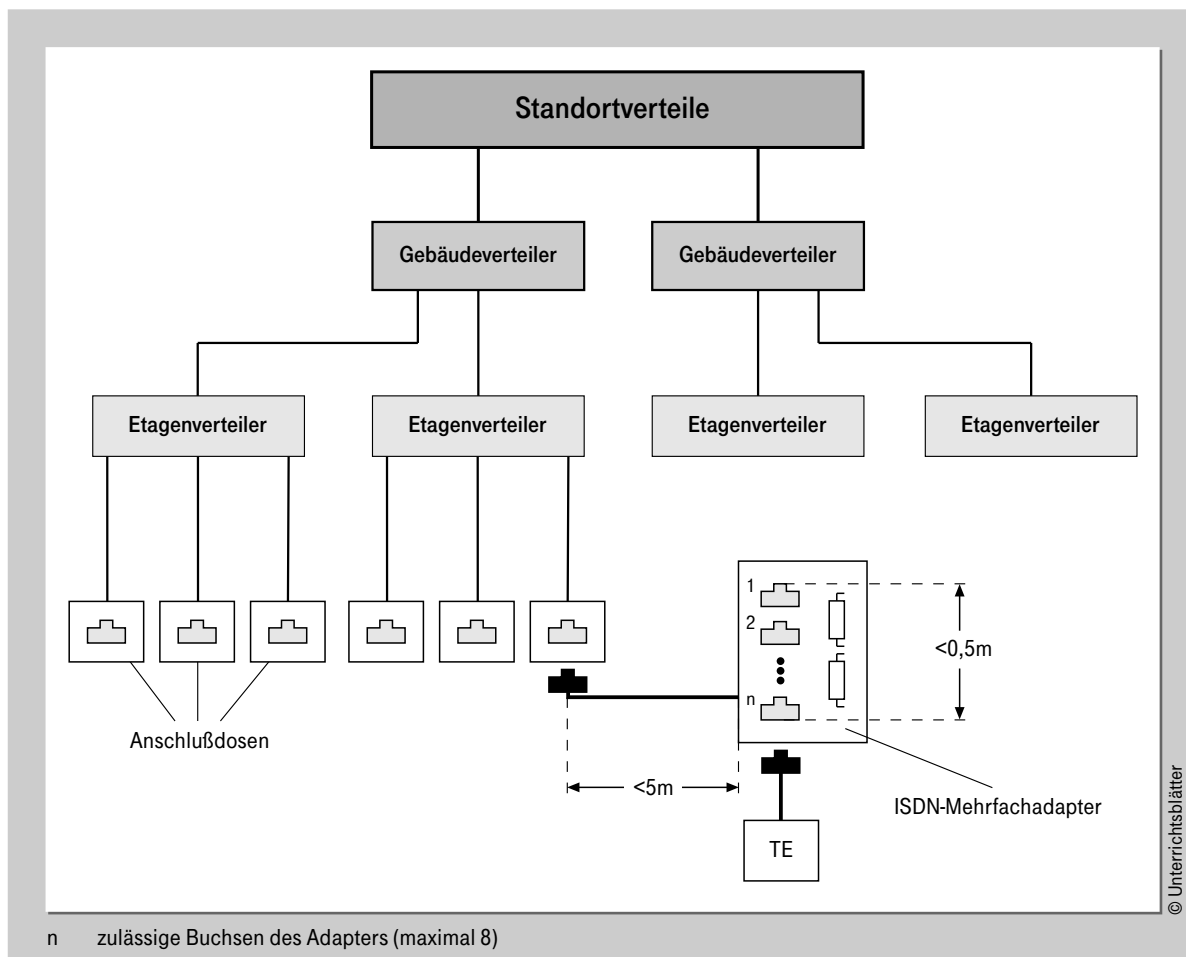 Standortverteile
Gebäudeverteiler
Gebäudeverteiler
Etagenverteiler
Etagenverteiler
Etagenverteiler
Etagenverteiler
1
2
n
<0,5m
Anschlußdosen
<5m
ISDN-Mehrfachadapter
TE
© Unterrichtsblätter
n zulässige Buchsen des Adapters (maximal 8)